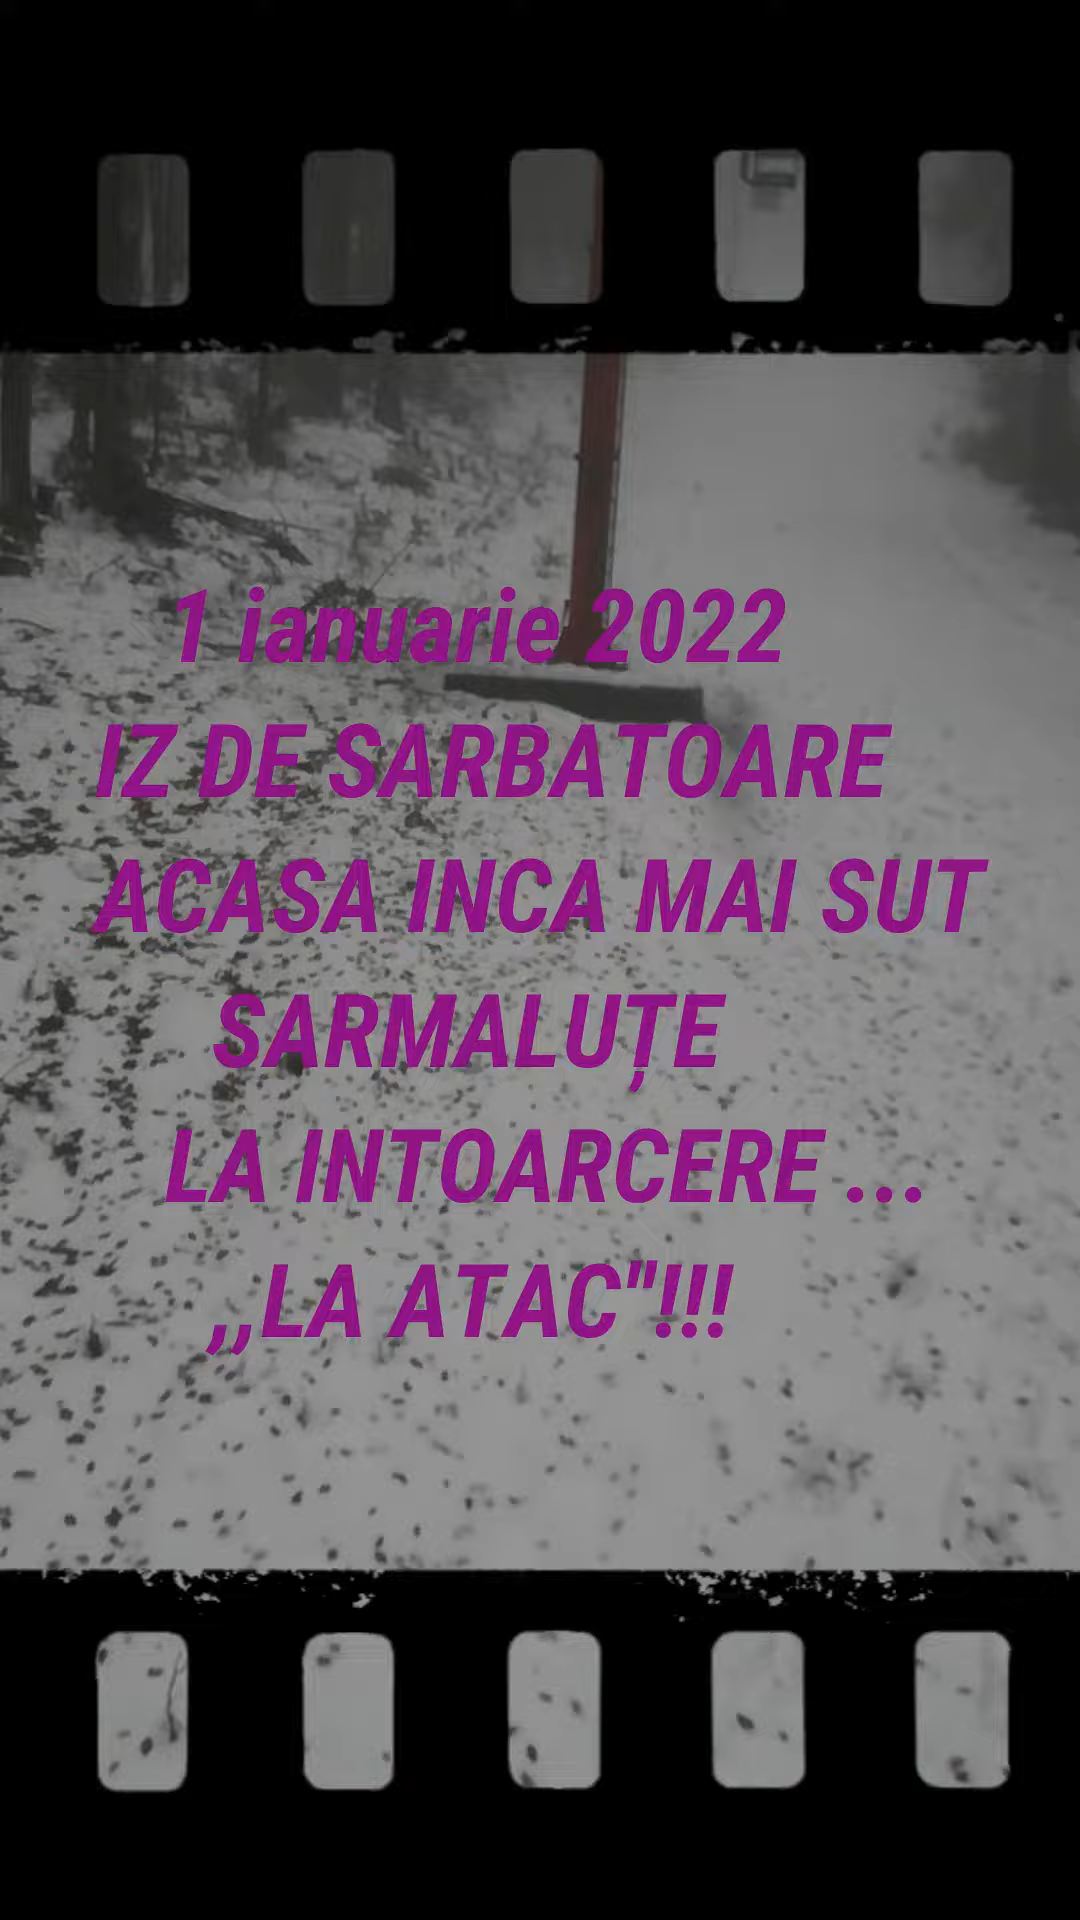 1 ianuarie 2022
IZ DE SARBATOARE
ACASA INCA MAI SUT
SARMALUȚE
LA INTOARCERE ...
,,LA ATAC"!!!